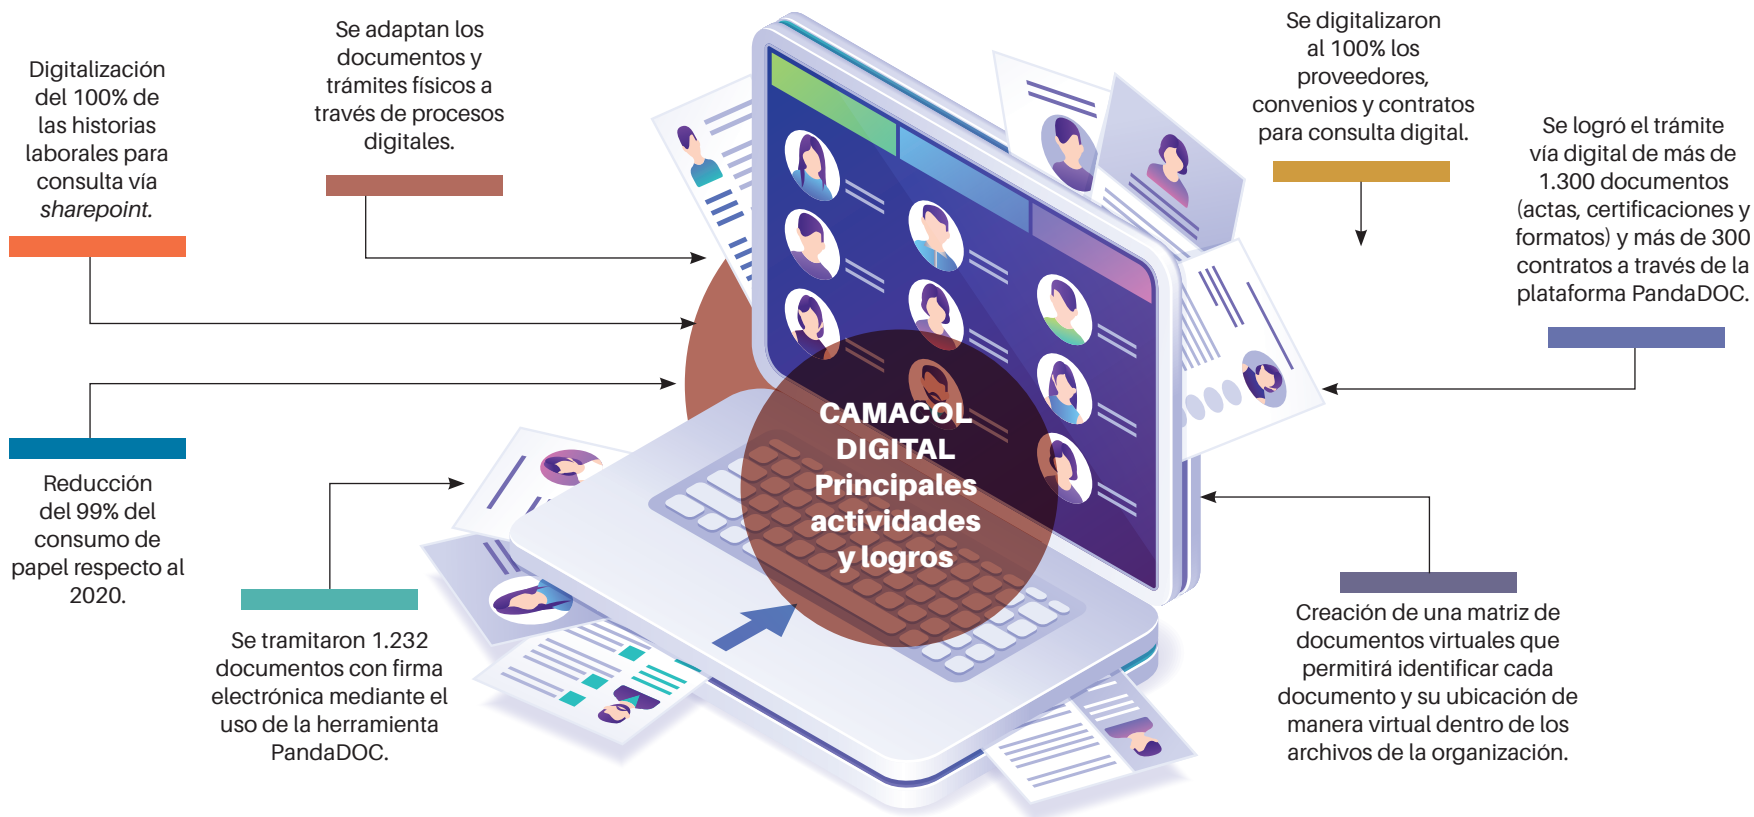 Digitalización
del 100% de
las historias
laborales para
consulta vía
sharepoint.
Se adaptan los
documentos y
trámites físicos a
través de procesos
digitales.
Se digitalizaron
al 100% los
proveedores,
convenios y contratos
para consulta digital.
Se logró el trámite
vía digital de más de
1.300 documentos
(actas, certificaciones y
formatos) y más de 300
contratos a través de la
plataforma PandaDOC.
CAMACOL
DIGITAL
Principales
actividades
y logros
Reducción
del 99% del
consumo de
papel respecto al
2020.
Se tramitaron 1.232
documentos con firma
electrónica mediante el
uso de la herramienta
PandaDOC.
Creación de una matriz de
documentos virtuales que
permitirá identificar cada
documento y su ubicación de
manera virtual dentro de los
archivos de la organización.